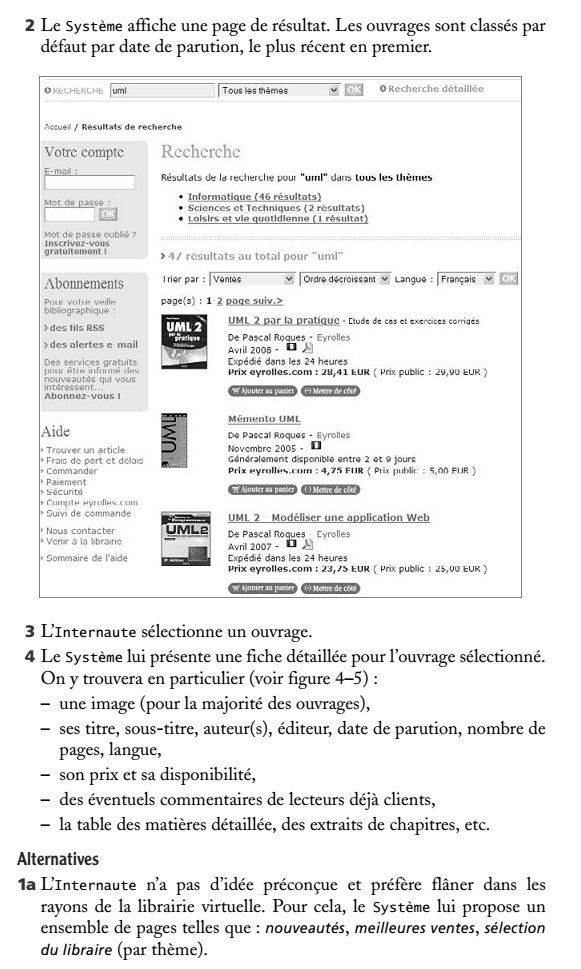 2 Le Système affiche une page de résultat. Les ouvrages sont classés par
défaut par date de parution, le plus récent en premier.
RECHERCHE uml Tous les thèmes OK Recherche détaillée
Accueil / Résultats de recherche
Votre compte
E-mail :
Mot de passe :
OK
Mot de passe oublié ?
Inscrivez-vous
gratuitement !
Abonnements
Pour votre veille
bibliographique :
des fils RSS
des alertes e-mail
Des services gratuits
pour être informé des
nouveautés qui vous
intéressent...
Abonnez-vous !
Aide
Trouver un article
Frais de port et délais
Commander
Paiement
Sécurité
Compte eyrolles.com
Suivi de commande
Nous contacter
Venir à la librairie
Sommaire de l'aide
Recherche
Résultats de la recherche pour "uml" dans tous les thèmes
• Informatique (46 résultats)
• Sciences et Techniques (2 résultats)
• Loisirs et vie quotidienne (1 résultat)
47 résultats au total pour "uml"
Trier par : Ventes Ordre décroissant Langue : Français OK
page(s) : 1-2 page suiv.>
UML 2 par la pratique - Etude de cas et exercices corrigés
De Pascal Roques - Eyrolles
Avril 2008 -
Expédié dans les 24 heures
Prix eyrolles.com : 28,41 EUR ( Prix public : 29,90 EUR )
Ajouter au panier (-) Mettre de côté
Mémento UML
De Pascal Roques - Eyrolles
Novembre 2005 -
Généralement disponible entre 2 et 9 jours
Prix eyrolles.com : 4,75 EUR ( Prix public : 5,00 EUR )
Ajouter au panier (-) Mettre de côté
UML 2 - Modéliser une application Web
De Pascal Roques - Eyrolles
Avril 2007 -
Expédié dans les 24 heures
Prix eyrolles.com : 23,75 EUR ( Prix public : 25,00 EUR )
Ajouter au panier (-) Mettre de côté
UML 2
par la
pratique
UML
UML2
3 L'Internaute sélectionne un ouvrage.
4 Le Système lui présente une fiche détaillée pour l'ouvrage sélectionné.
On y trouvera en particulier (voir figure 4–5) :
– une image (pour la majorité des ouvrages),
– ses titre, sous-titre, auteur(s), éditeur, date de parution, nombre de
pages, langue,
– son prix et sa disponibilité,
– des éventuels commentaires de lecteurs déjà clients,
– la table des matières détaillée, des extraits de chapitres, etc.
Alternatives
1a L'Internaute n'a pas d'idée préconçue et préfère flâner dans les
rayons de la librairie virtuelle. Pour cela, le Système lui propose un
ensemble de pages telles que : nouveautés, meilleures ventes, sélection
du libraire (par thème).